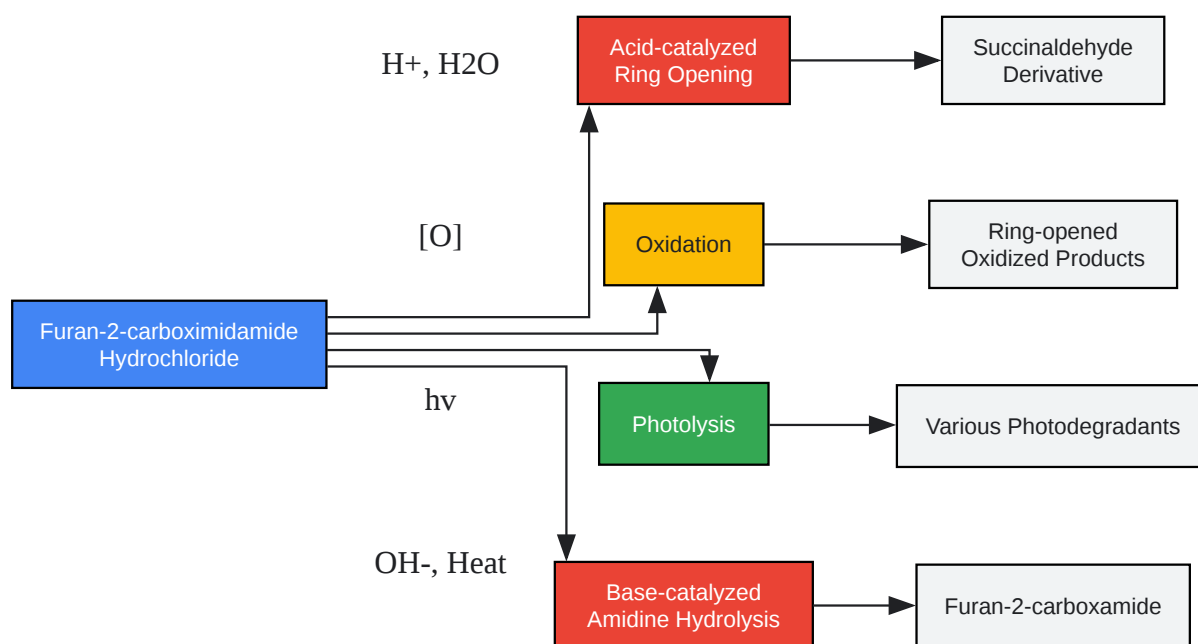 H+, H2O
Acid-catalyzed
Ring Opening
Succinaldehyde
Derivative
[O]
Oxidation
Ring-opened
Oxidized Products
Furan-2-carboximidamide
Hydrochloride
hv
Photolysis
Various Photodegradants
OH-, Heat
Base-catalyzed
Amidine Hydrolysis
Furan-2-carboxamide